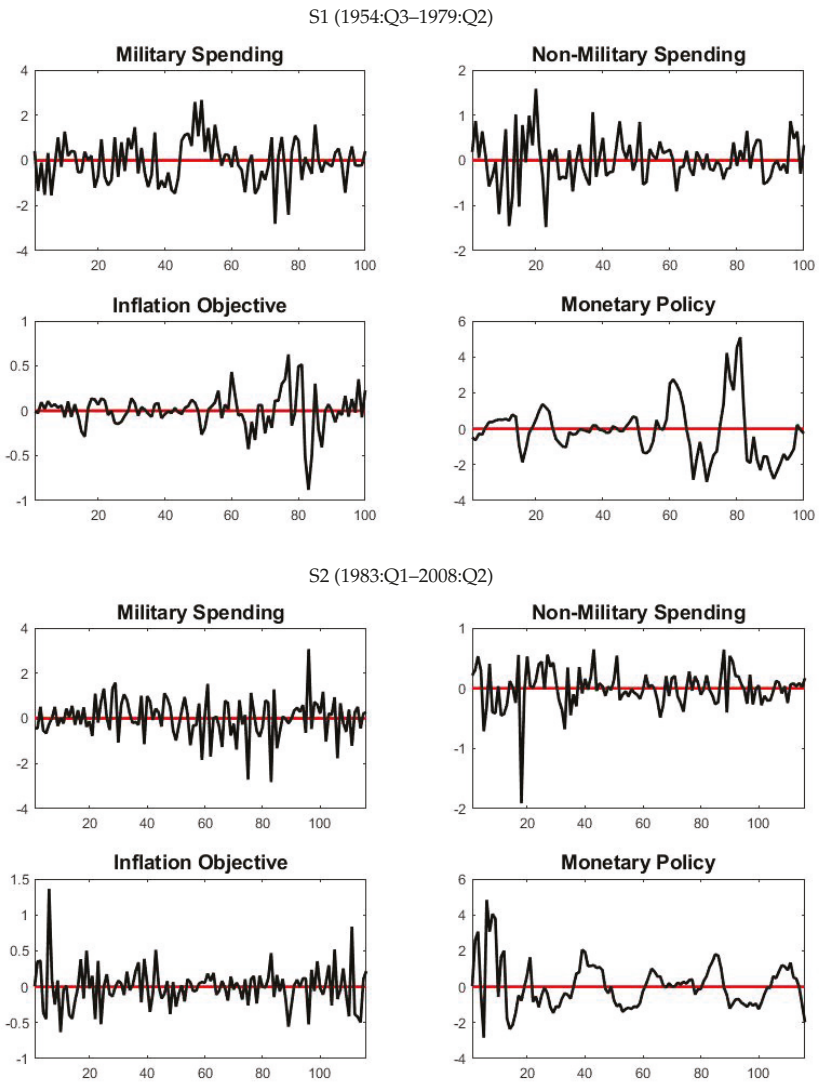 S1 (1954:Q3–1979:Q2)
Military Spending
4
2
0
-2
-4
20 40 60 80 100
Non-Military Spending
2
1
0
-1
-2
20 40 60 80 100
Inflation Objective
1
0.5
0
-0.5
-1
20 40 60 80 100
Monetary Policy
6
4
2
0
-2
-4
20 40 60 80 100
S2 (1983:Q1–2008:Q2)
Military Spending
4
2
0
-2
-4
20 40 60 80 100
Non-Military Spending
1
0
-1
-2
20 40 60 80 100
Inflation Objective
1.5
1
0.5
0
-0.5
-1
20 40 60 80 100
Monetary Policy
6
4
2
0
-2
-4
20 40 60 80 100